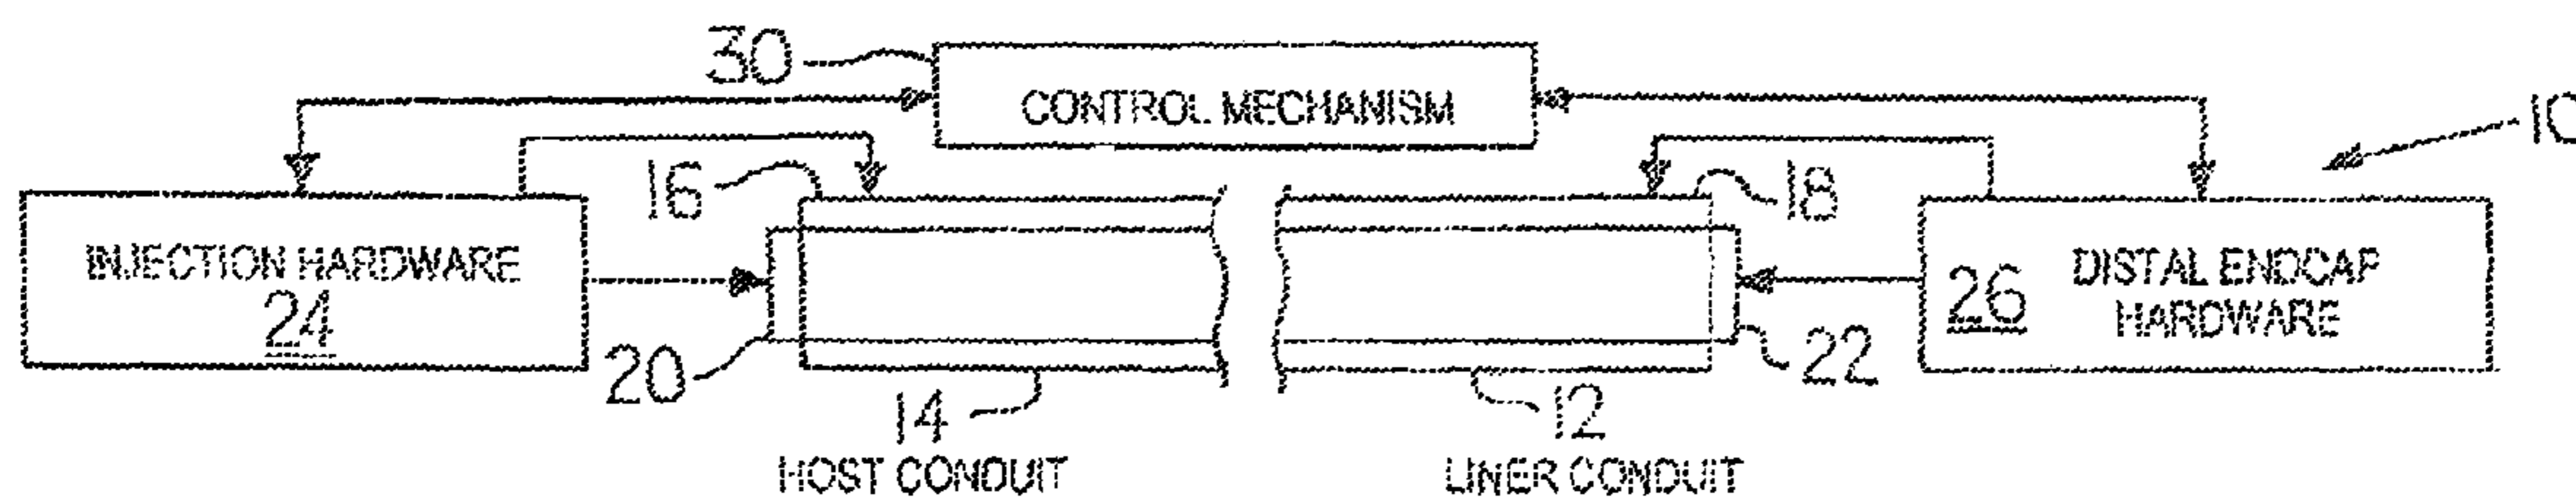 30
CONTROL MECHANISM
10
16
18
INJECTION HARDWARE
24
26
DISTAL ENDCAP
HARDWARE
20
22
14
12
HOST CONDUIT
LINER CONDUIT